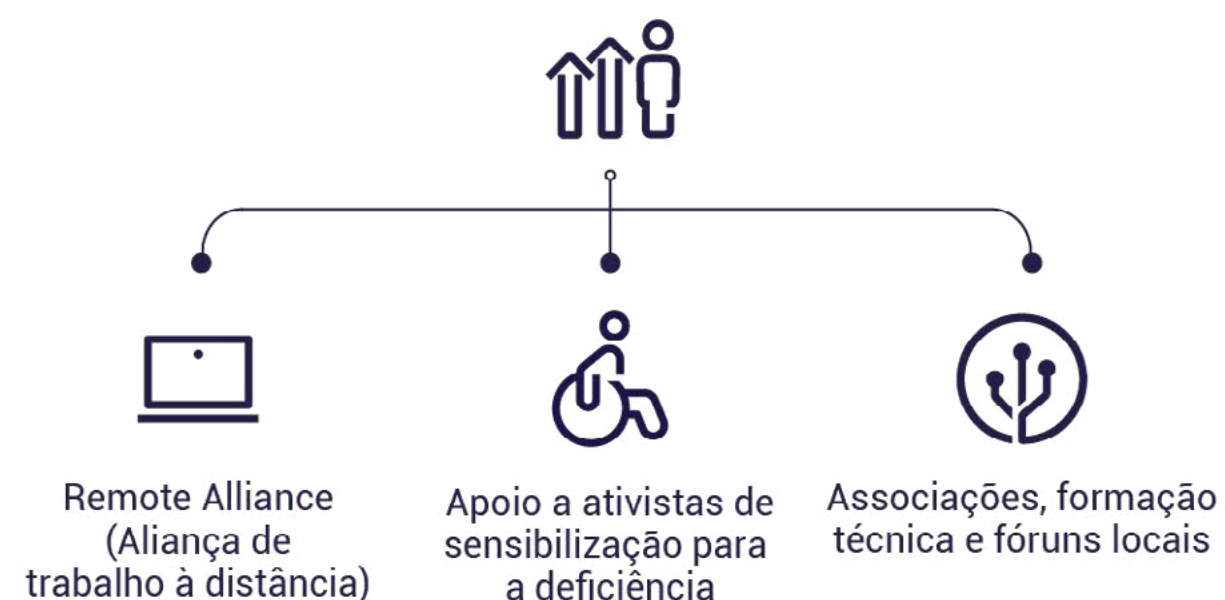 Remote Alliance
(Aliança de
trabalho à distância)
Apoio a ativistas de
sensibilização para
a deficiência
Associações, formação
técnica e fóruns locais